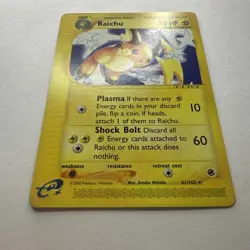 Raichu
Plasma If there are any
Energy cards in your discard
pile, flip a coin. If heads,
attach 1 of them to Raichu.
10
Shock Bolt Discard all
Energy cards attached to
Raichu or this attack does
nothing.
60
weakness resistance retreat cost